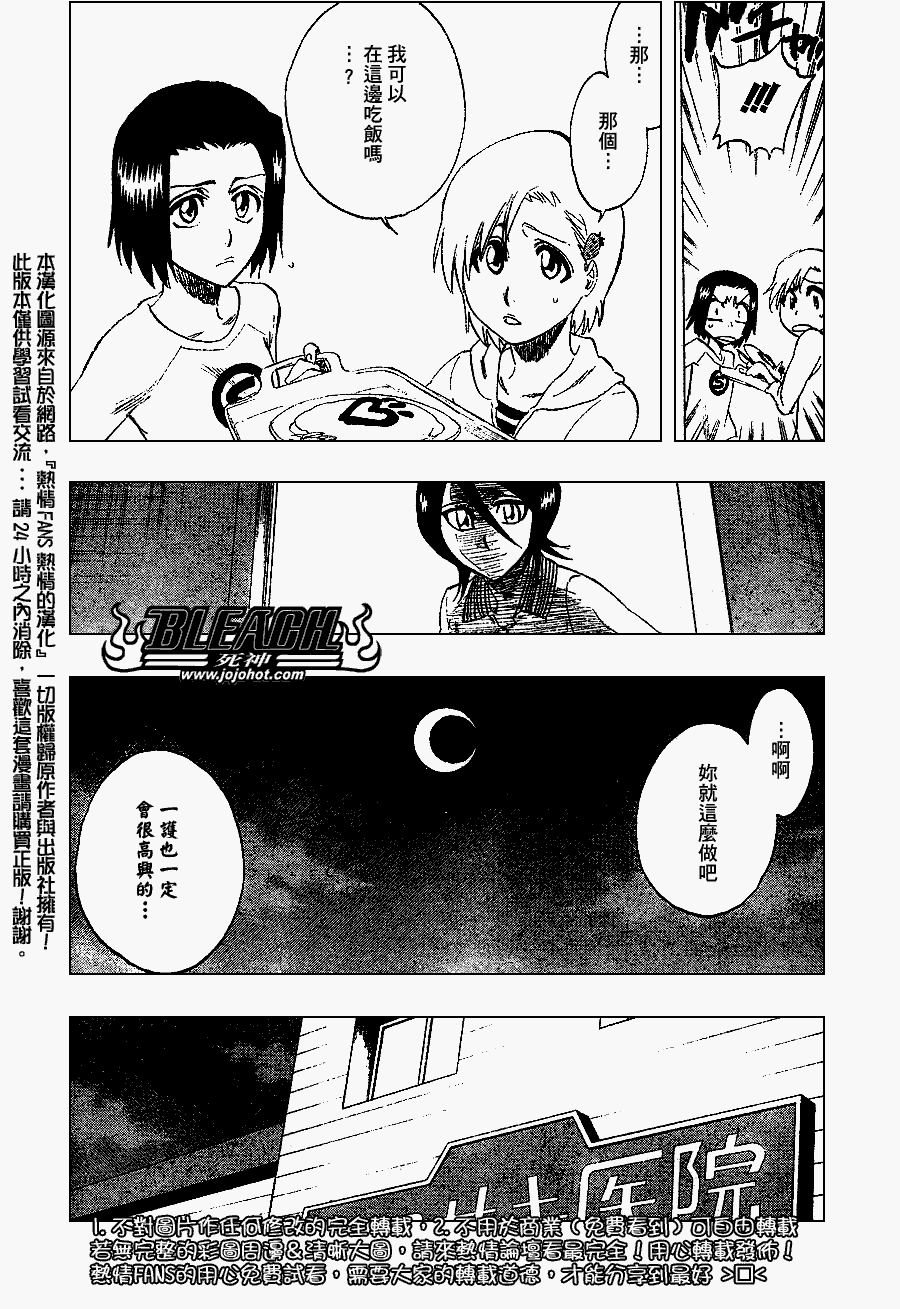 !!!
…那…
那個…
我可以
在這邊吃飯嗎
…?
BLEACH
死神
www.jojohot.com
…啊啊
妳就這麼做吧
一護也一定
會很高興的…
医院
本漢化圖源來自於網路，『熱情FANS熱情的漢化』一切版權歸原作者與出版社擁有！
此版本僅供學習試看交流…請24小時之內消除，喜歡這套漫畫請購買正版！謝謝。
1.不對圖片作任何修改的完全轉載，2.不用於商業（免費看到）可自由轉載
若無完整的彩圖周邊&清晰大圖，請來熱情論壇看最完全！用心轉載發佈！
熱情FANS的用心免費試看，需要大家的轉載道德，才能分享到最好 >□<